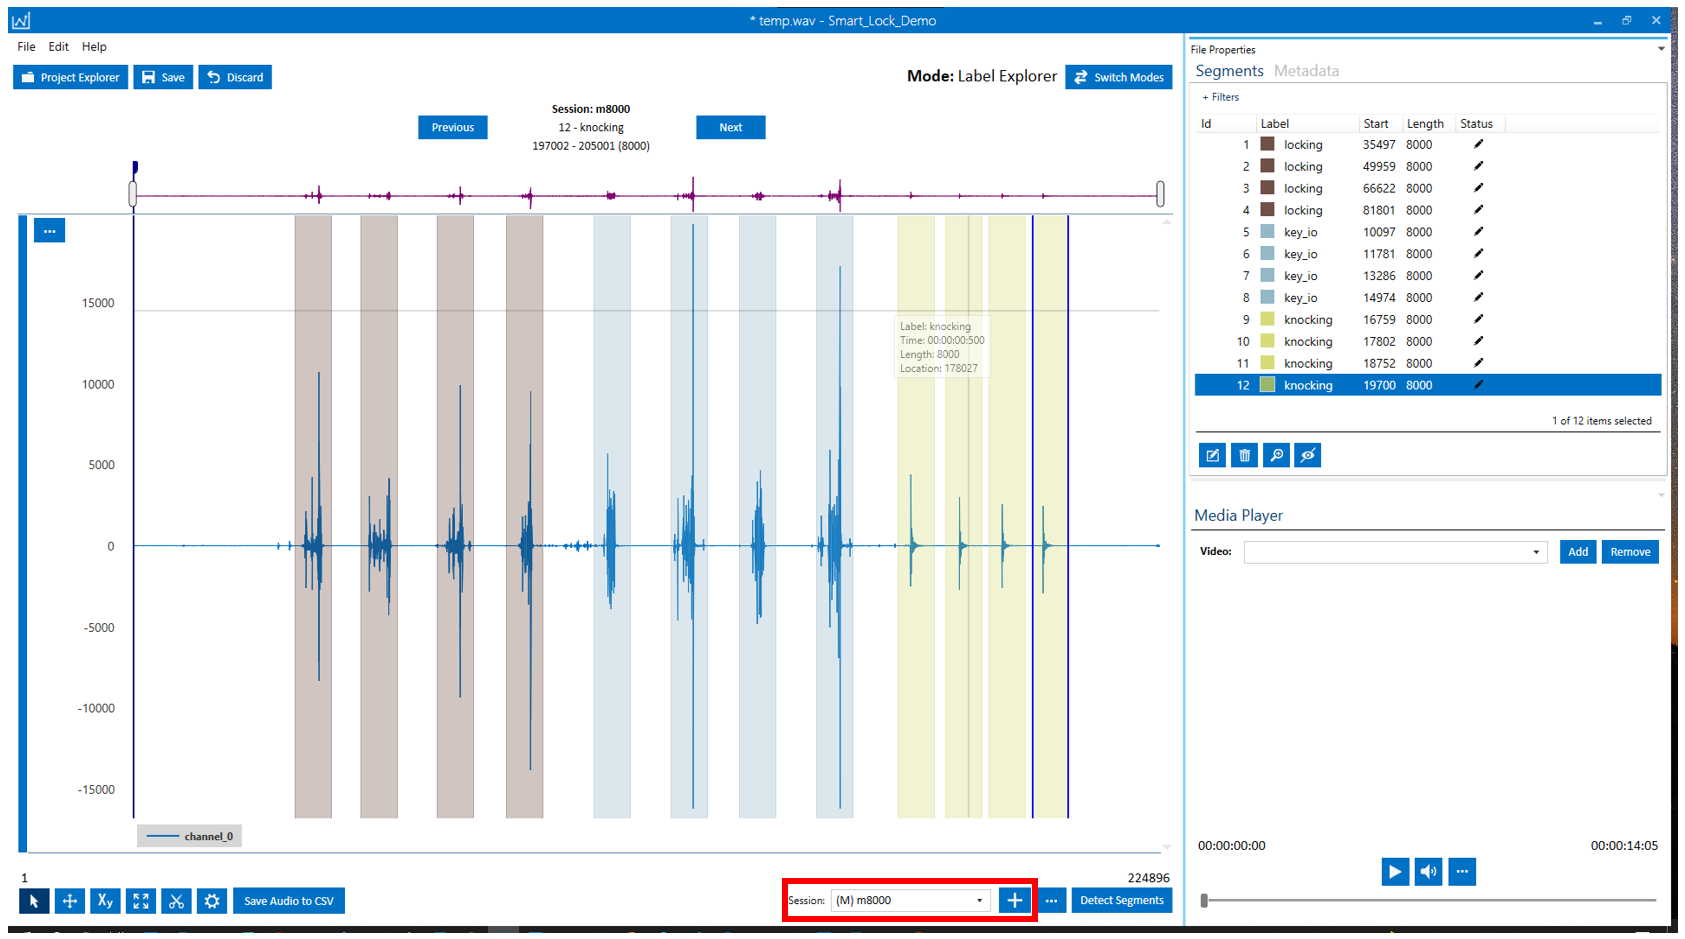 * temp.wav - Smart_Lock_Demo
File Edit Help
Project Explorer Save Discard
Mode: Label Explorer Switch Modes
Session: m8000
Previous 12 - knocking Next
197002 - 205001 (8000)
...
15000
10000
5000
0
-5000
-10000
-15000
Label: knocking
Time: 00:00:00:500
Length: 8000
Location: 178027
channel_0
1 224896
Xy Save Audio to CSV
Session: (M) m8000 + ... Detect Segments
File Properties
Segments Metadata
+ Filters
Id Label Start Length Status
1 locking 35497 8000
2 locking 49959 8000
3 locking 66622 8000
4 locking 81801 8000
5 key_io 10097 8000
6 key_io 11781 8000
7 key_io 13286 8000
8 key_io 14974 8000
9 knocking 16759 8000
10 knocking 17802 8000
11 knocking 18752 8000
12 knocking 19700 8000
1 of 12 items selected
Media Player
Video: Add Remove
00:00:00:00 00:00:14:05
...